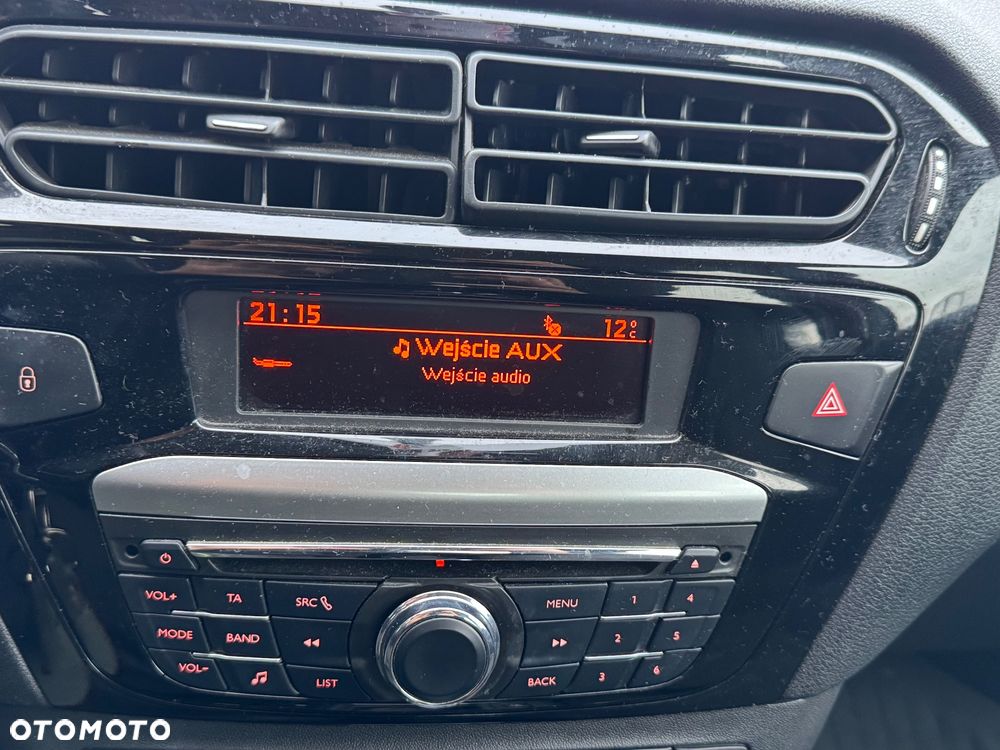 21:15 12°C
Wejście AUX
Wejście audio
VOL+ TA SRC MENU 1 4
MODE BAND 2 5
VOL- LIST BACK 3 6
OTOMOTO